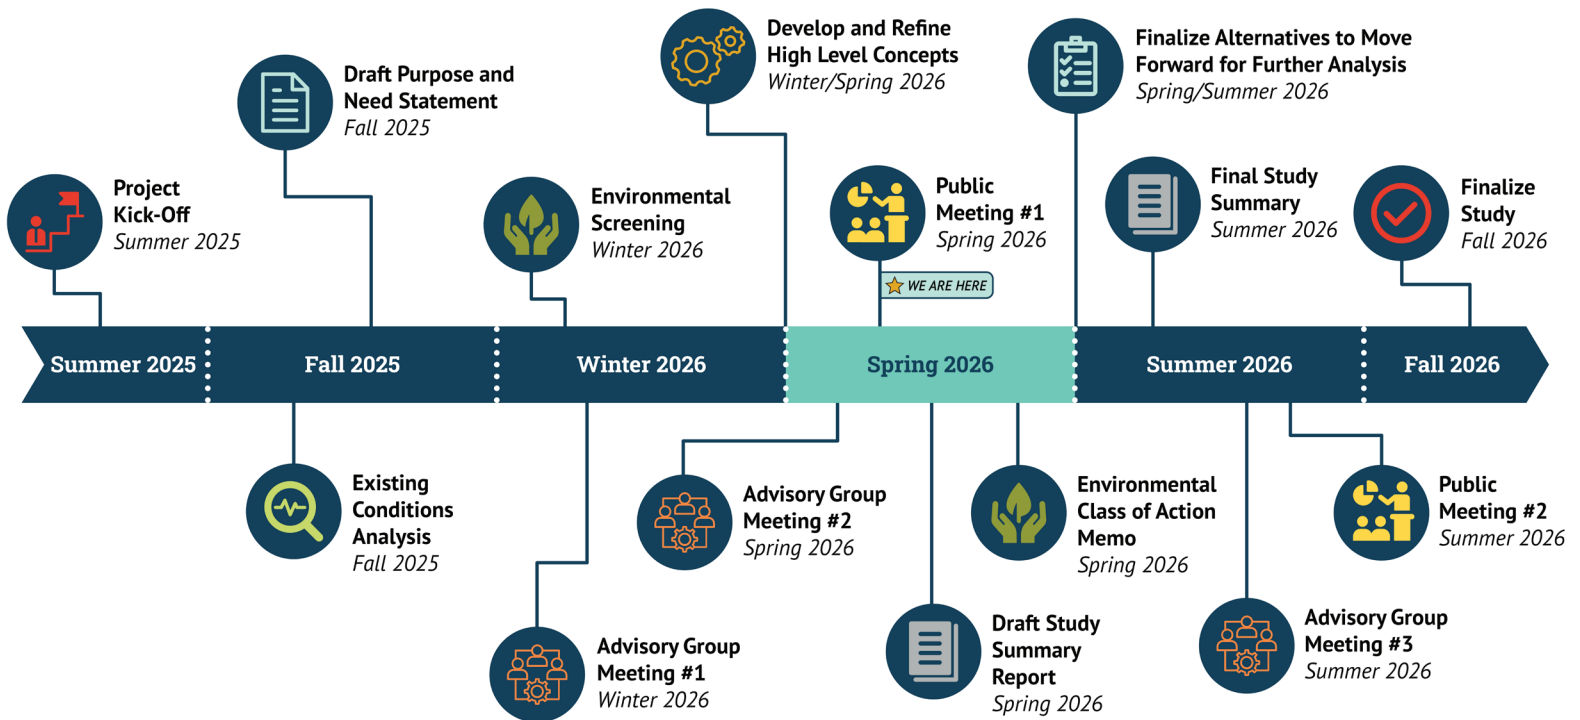 Develop and Refine
High Level Concepts
Winter/Spring 2026
Finalize Alternatives to Move
Forward for Further Analysis
Spring/Summer 2026
Draft Purpose and
Need Statement
Fall 2025
Project
Kick-Off
Summer 2025
Environmental
Screening
Winter 2026
Public
Meeting #1
Spring 2026
WE ARE HERE
Final Study
Summary
Summer 2026
Finalize
Study
Fall 2026
Summer 2025
Fall 2025
Winter 2026
Spring 2026
Summer 2026
Fall 2026
Existing
Conditions
Analysis
Fall 2025
Advisory Group
Meeting #1
Winter 2026
Advisory Group
Meeting #2
Spring 2026
Draft Study
Summary
Report
Spring 2026
Environmental
Class of Action
Memo
Spring 2026
Advisory Group
Meeting #3
Summer 2026
Public
Meeting #2
Summer 2026